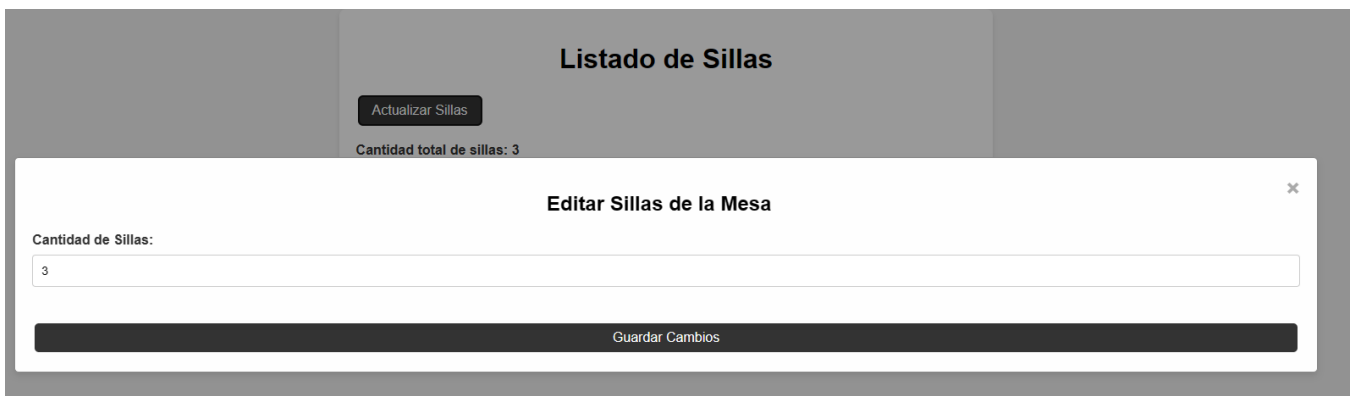 Listado de Sillas
Actualizar Sillas
Cantidad total de sillas: 3
×
Editar Sillas de la Mesa
Cantidad de Sillas:
3
Guardar Cambios